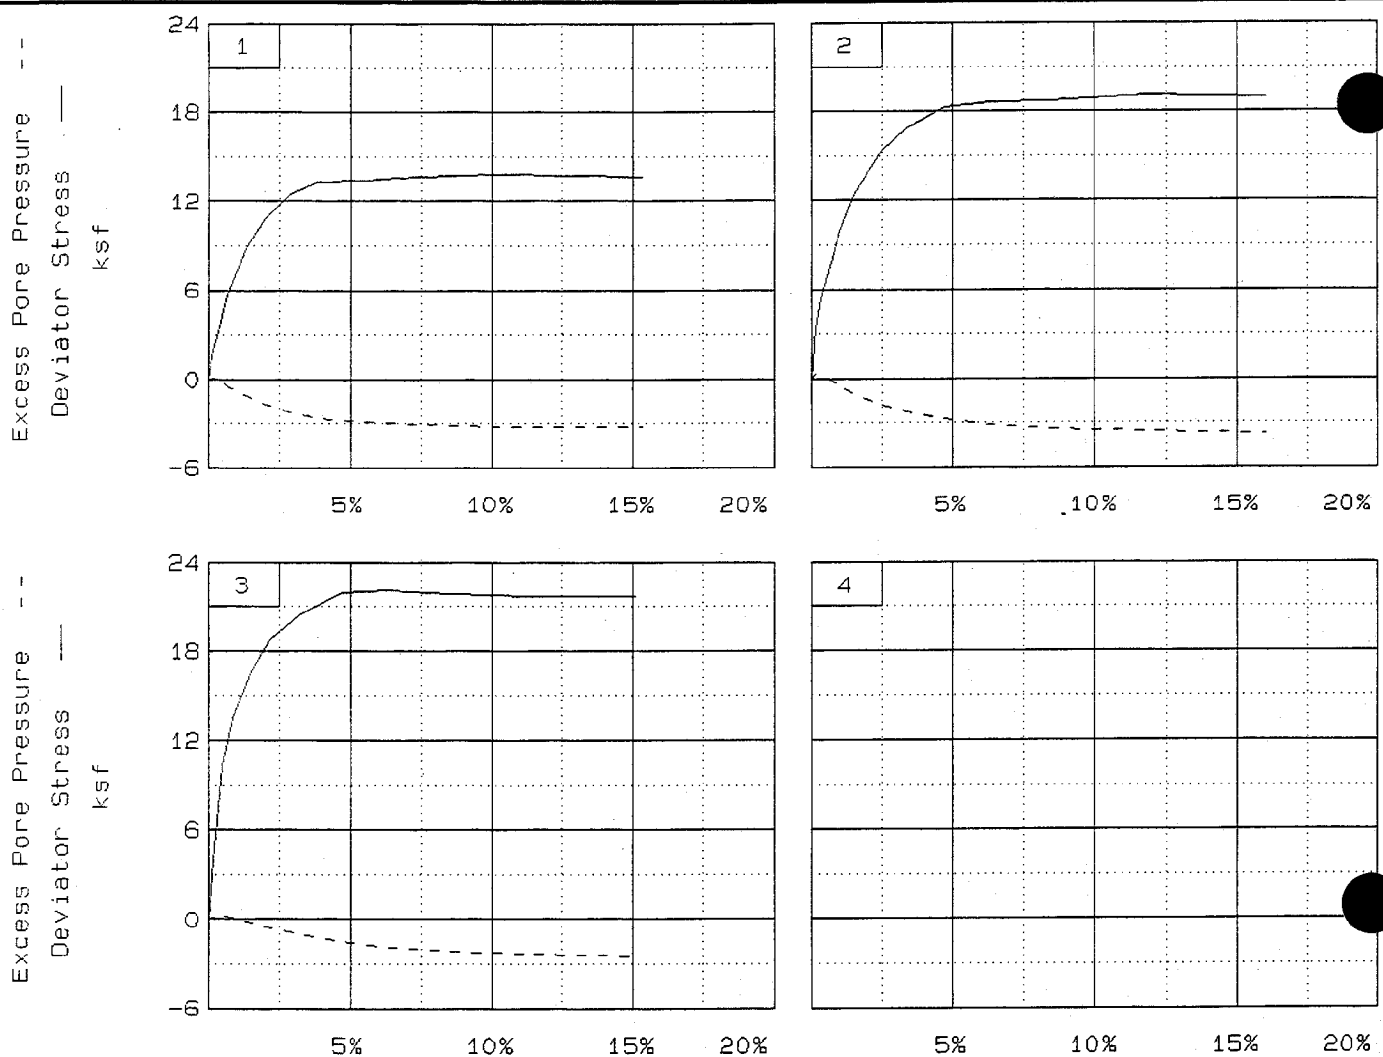 Excess Pore Pressure --
Deviator Stress —
ksf
24
18
12
6
0
-6
1
5% 10% 15% 20%
2
5% 10% 15% 20%
Excess Pore Pressure --
Deviator Stress —
ksf
24
18
12
6
0
-6
3
5% 10% 15% 20%
4
5% 10% 15% 20%